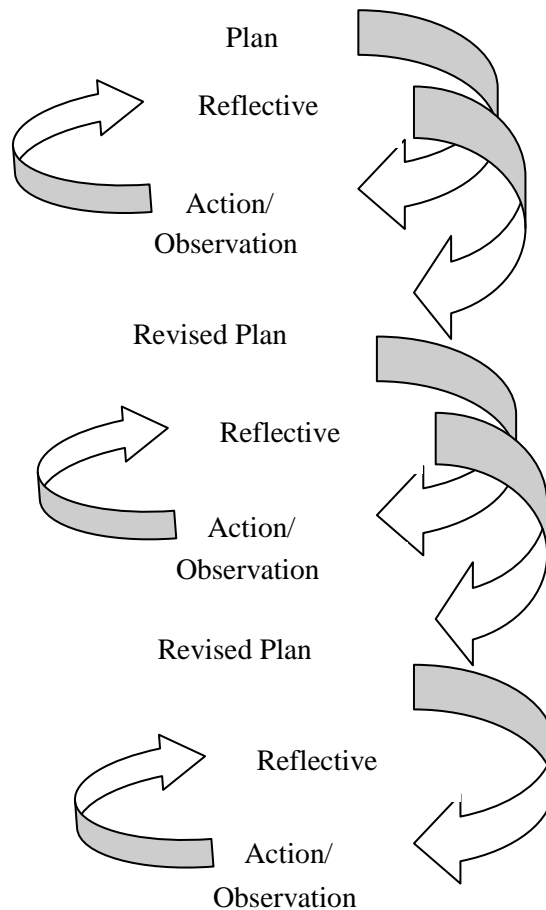 Plan
Reflective
Action/
Observation
Revised Plan
Reflective
Action/
Observation
Revised Plan
Reflective
Action/
Observation